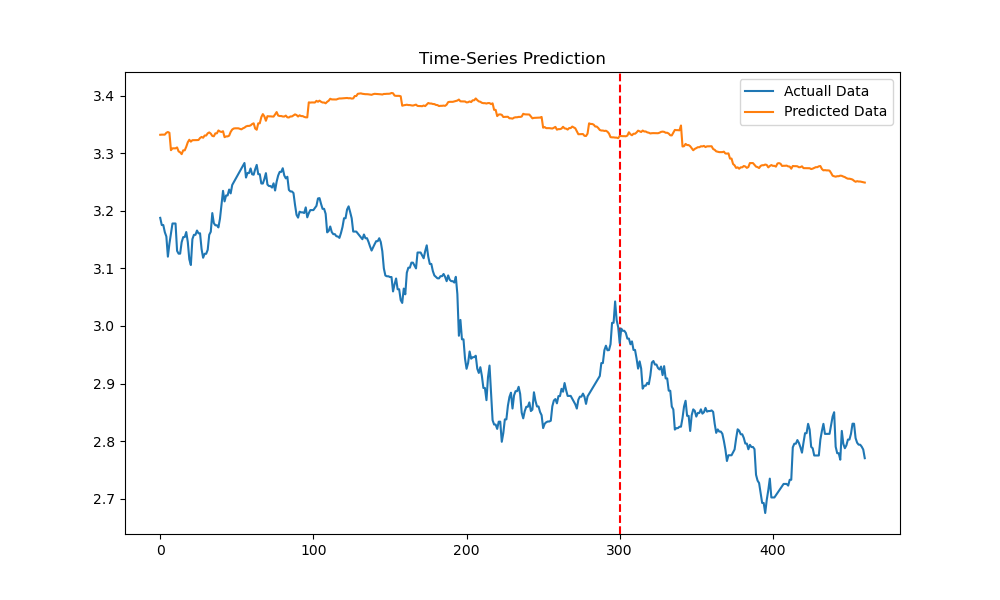 Time-Series Prediction
Actuall Data
Predicted Data
3.4
3.3
3.2
3.1
3.0
2.9
2.8
2.7
0 100 200 300 400